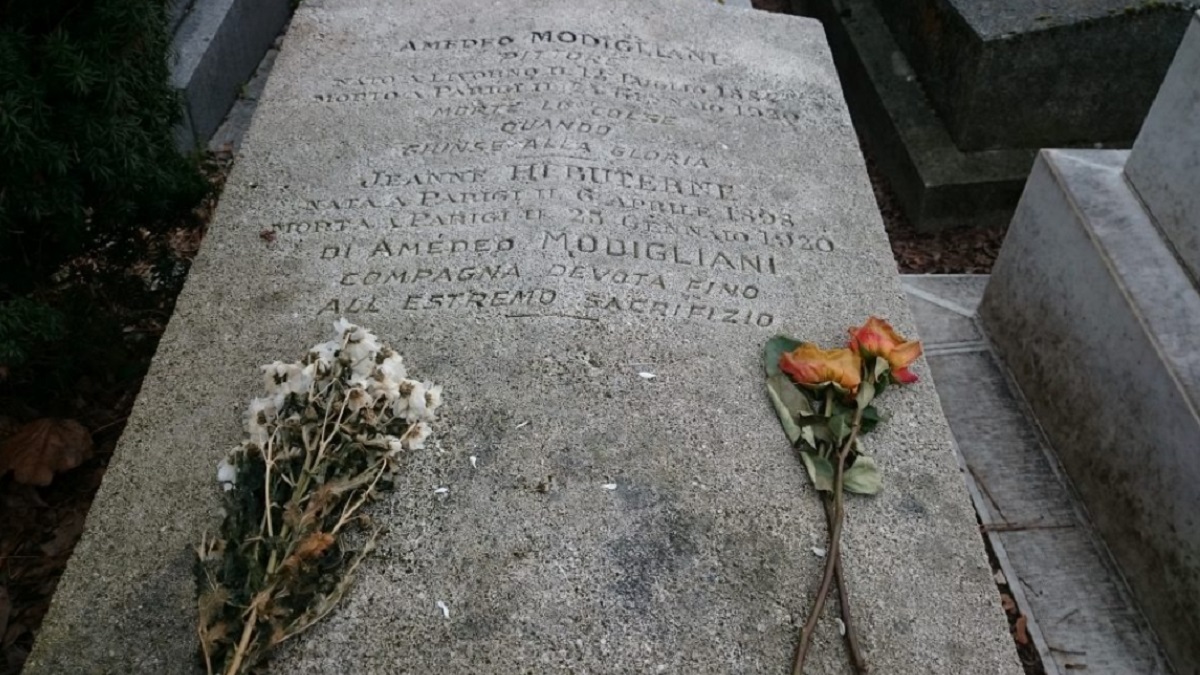 AMEDEO MODIGLIANI
PITTORE
NATO A LIVORNO IL 12 LUGLIO 1884
MORTO A PARIGI IL 24 GENNAIO 1920
MORTE LO COLSE
QUANDO
GIUNSE ALLA GLORIA
JEANNE HEBUTERNE
NATA A PARIGI IL 6 APRILE 1898
MORTA A PARIGI IL 25 GENNAIO 1920
DI AMEDEO MODIGLIANI
COMPAGNA DEVOTA FINO
ALL ESTREMO SACRIFIZIO